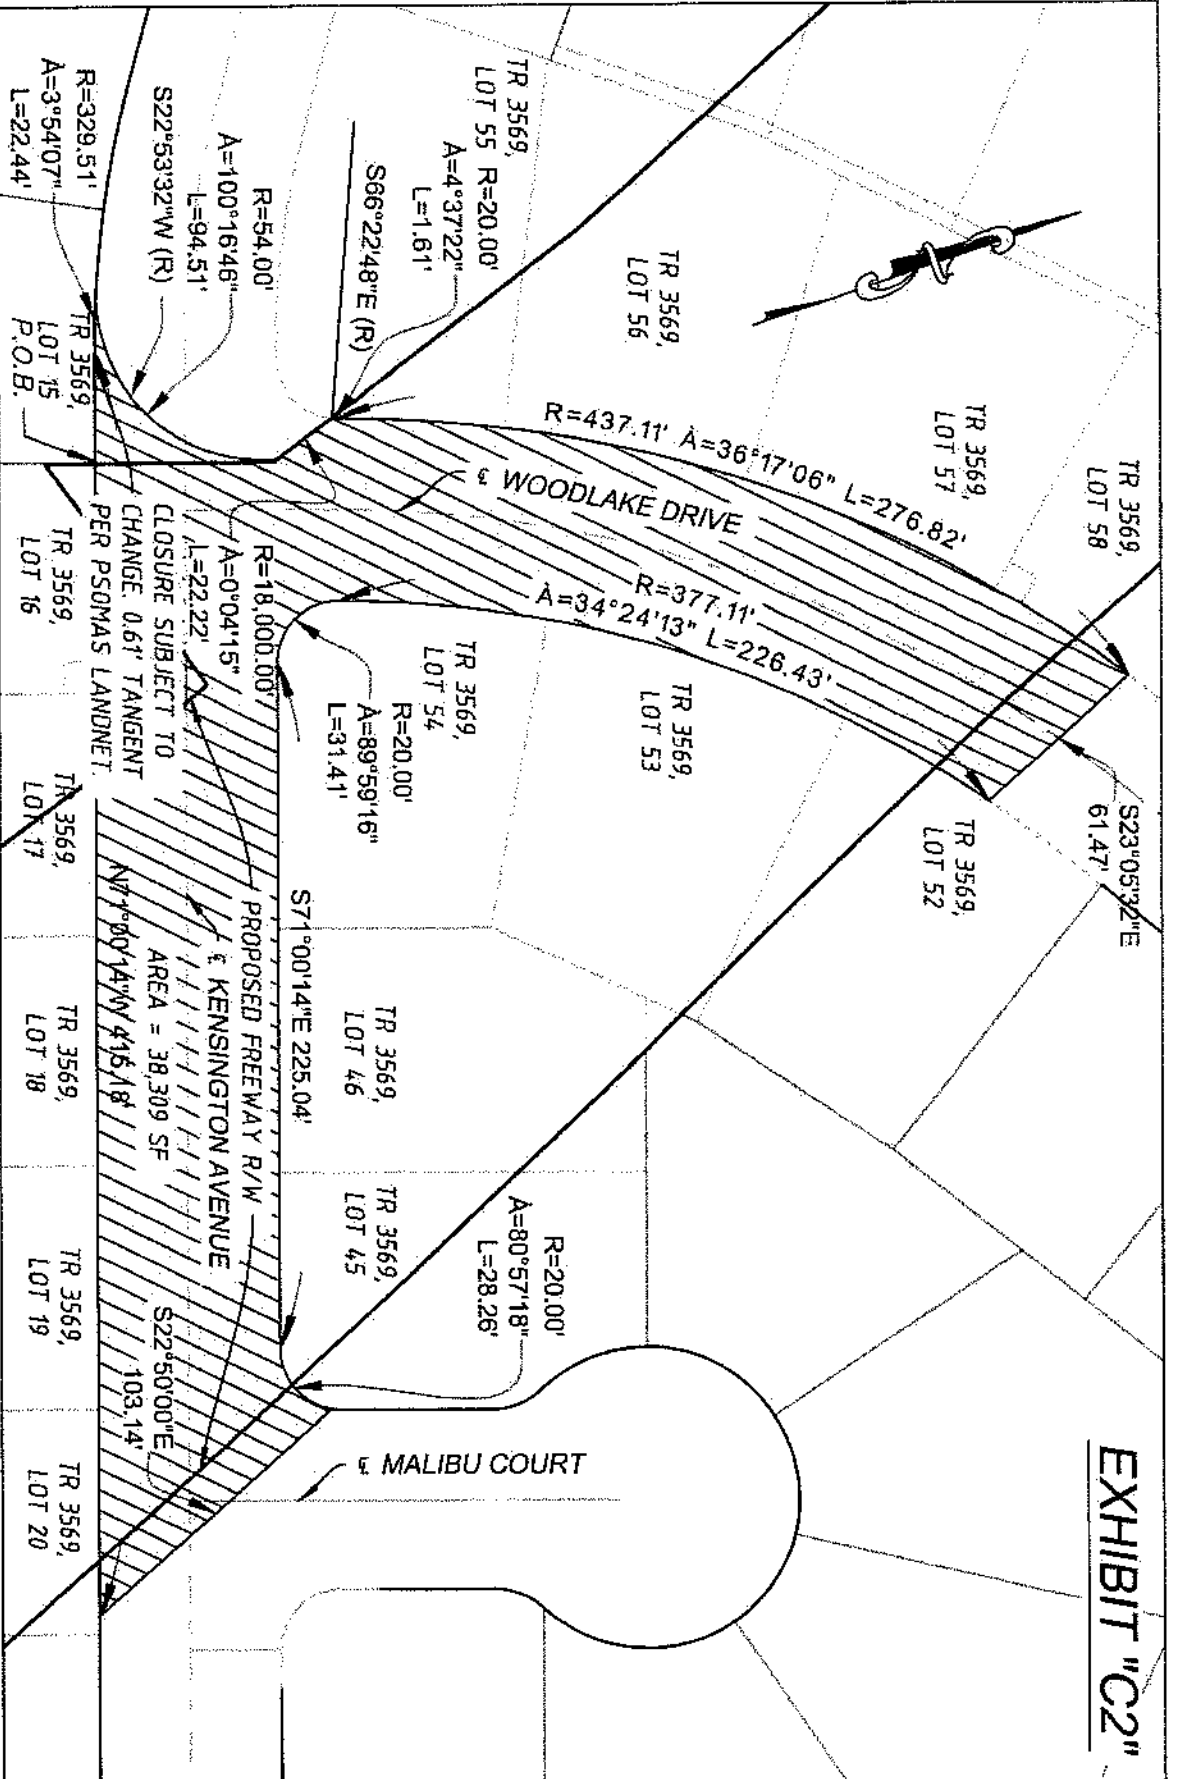 EXHIBIT "C2"
TR 3569,
LOT 58
S23°05'32"E
61.47'
TR 3569,
LOT 57
TR 3569,
LOT 52
R=437.11' Δ=36°17'06" L=276.82'
TR 3569,
LOT 56
℄ WOODLAKE DRIVE
R=377.11'
Δ=34°24'13" L=226.43'
TR 3569,
LOT 53
TR 3569,
LOT 55
R=20.00'
Δ=4°37'22"
L=1.61'
S66°22'48"E (R)
TR 3569,
LOT 54
R=20.00'
Δ=89°59'16"
L=31.41'
R=20.00'
Δ=80°57'18"
L=28.26'
℄ MALIBU COURT
TR 3569,
LOT 46
TR 3569,
LOT 45
R=54.00'
Δ=100°16'46"
L=94.51'
S22°53'32"W (R)
R=329.51'
Δ=3°54'07"
L=22.44'
R=18,000.00'
Δ=0°04'15"
L=22.22'
S71°00'14"E 225.04'
PROPOSED FREEWAY R/W
℄ KENSINGTON AVENUE
AREA = 38,309 SF
N71°00'14"W 416.18'
S22°50'00"E
103.14'
CLOSURE SUBJECT TO
CHANGE. 0.61' TANGENT
PER PSOMAS LANDNET.
TR 3569,
LOT 15
P.O.B.
TR 3569,
LOT 16
TR 3569,
LOT 17
TR 3569,
LOT 18
TR 3569,
LOT 19
TR 3569,
LOT 20